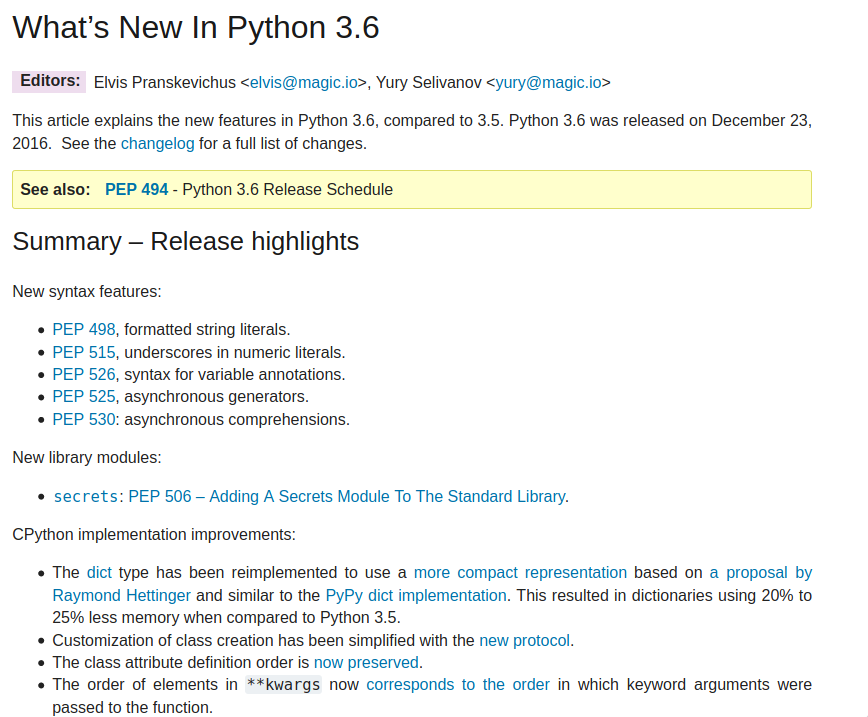 What’s New In Python 3.6
Editors: Elvis Pranskevichus <elvis@magic.io>, Yury Selivanov <yury@magic.io>
This article explains the new features in Python 3.6, compared to 3.5. Python 3.6 was released on December 23,
2016.  See the changelog for a full list of changes.
See also: PEP 494 - Python 3.6 Release Schedule
Summary – Release highlights
New syntax features:
• PEP 498, formatted string literals.
• PEP 515, underscores in numeric literals.
• PEP 526, syntax for variable annotations.
• PEP 525, asynchronous generators.
• PEP 530: asynchronous comprehensions.
New library modules:
• secrets: PEP 506 – Adding A Secrets Module To The Standard Library.
CPython implementation improvements:
• The dict type has been reimplemented to use a more compact representation based on a proposal by
Raymond Hettinger and similar to the PyPy dict implementation. This resulted in dictionaries using 20% to
25% less memory when compared to Python 3.5.
• Customization of class creation has been simplified with the new protocol.
• The class attribute definition order is now preserved.
• The order of elements in **kwargs now corresponds to the order in which keyword arguments were
passed to the function.